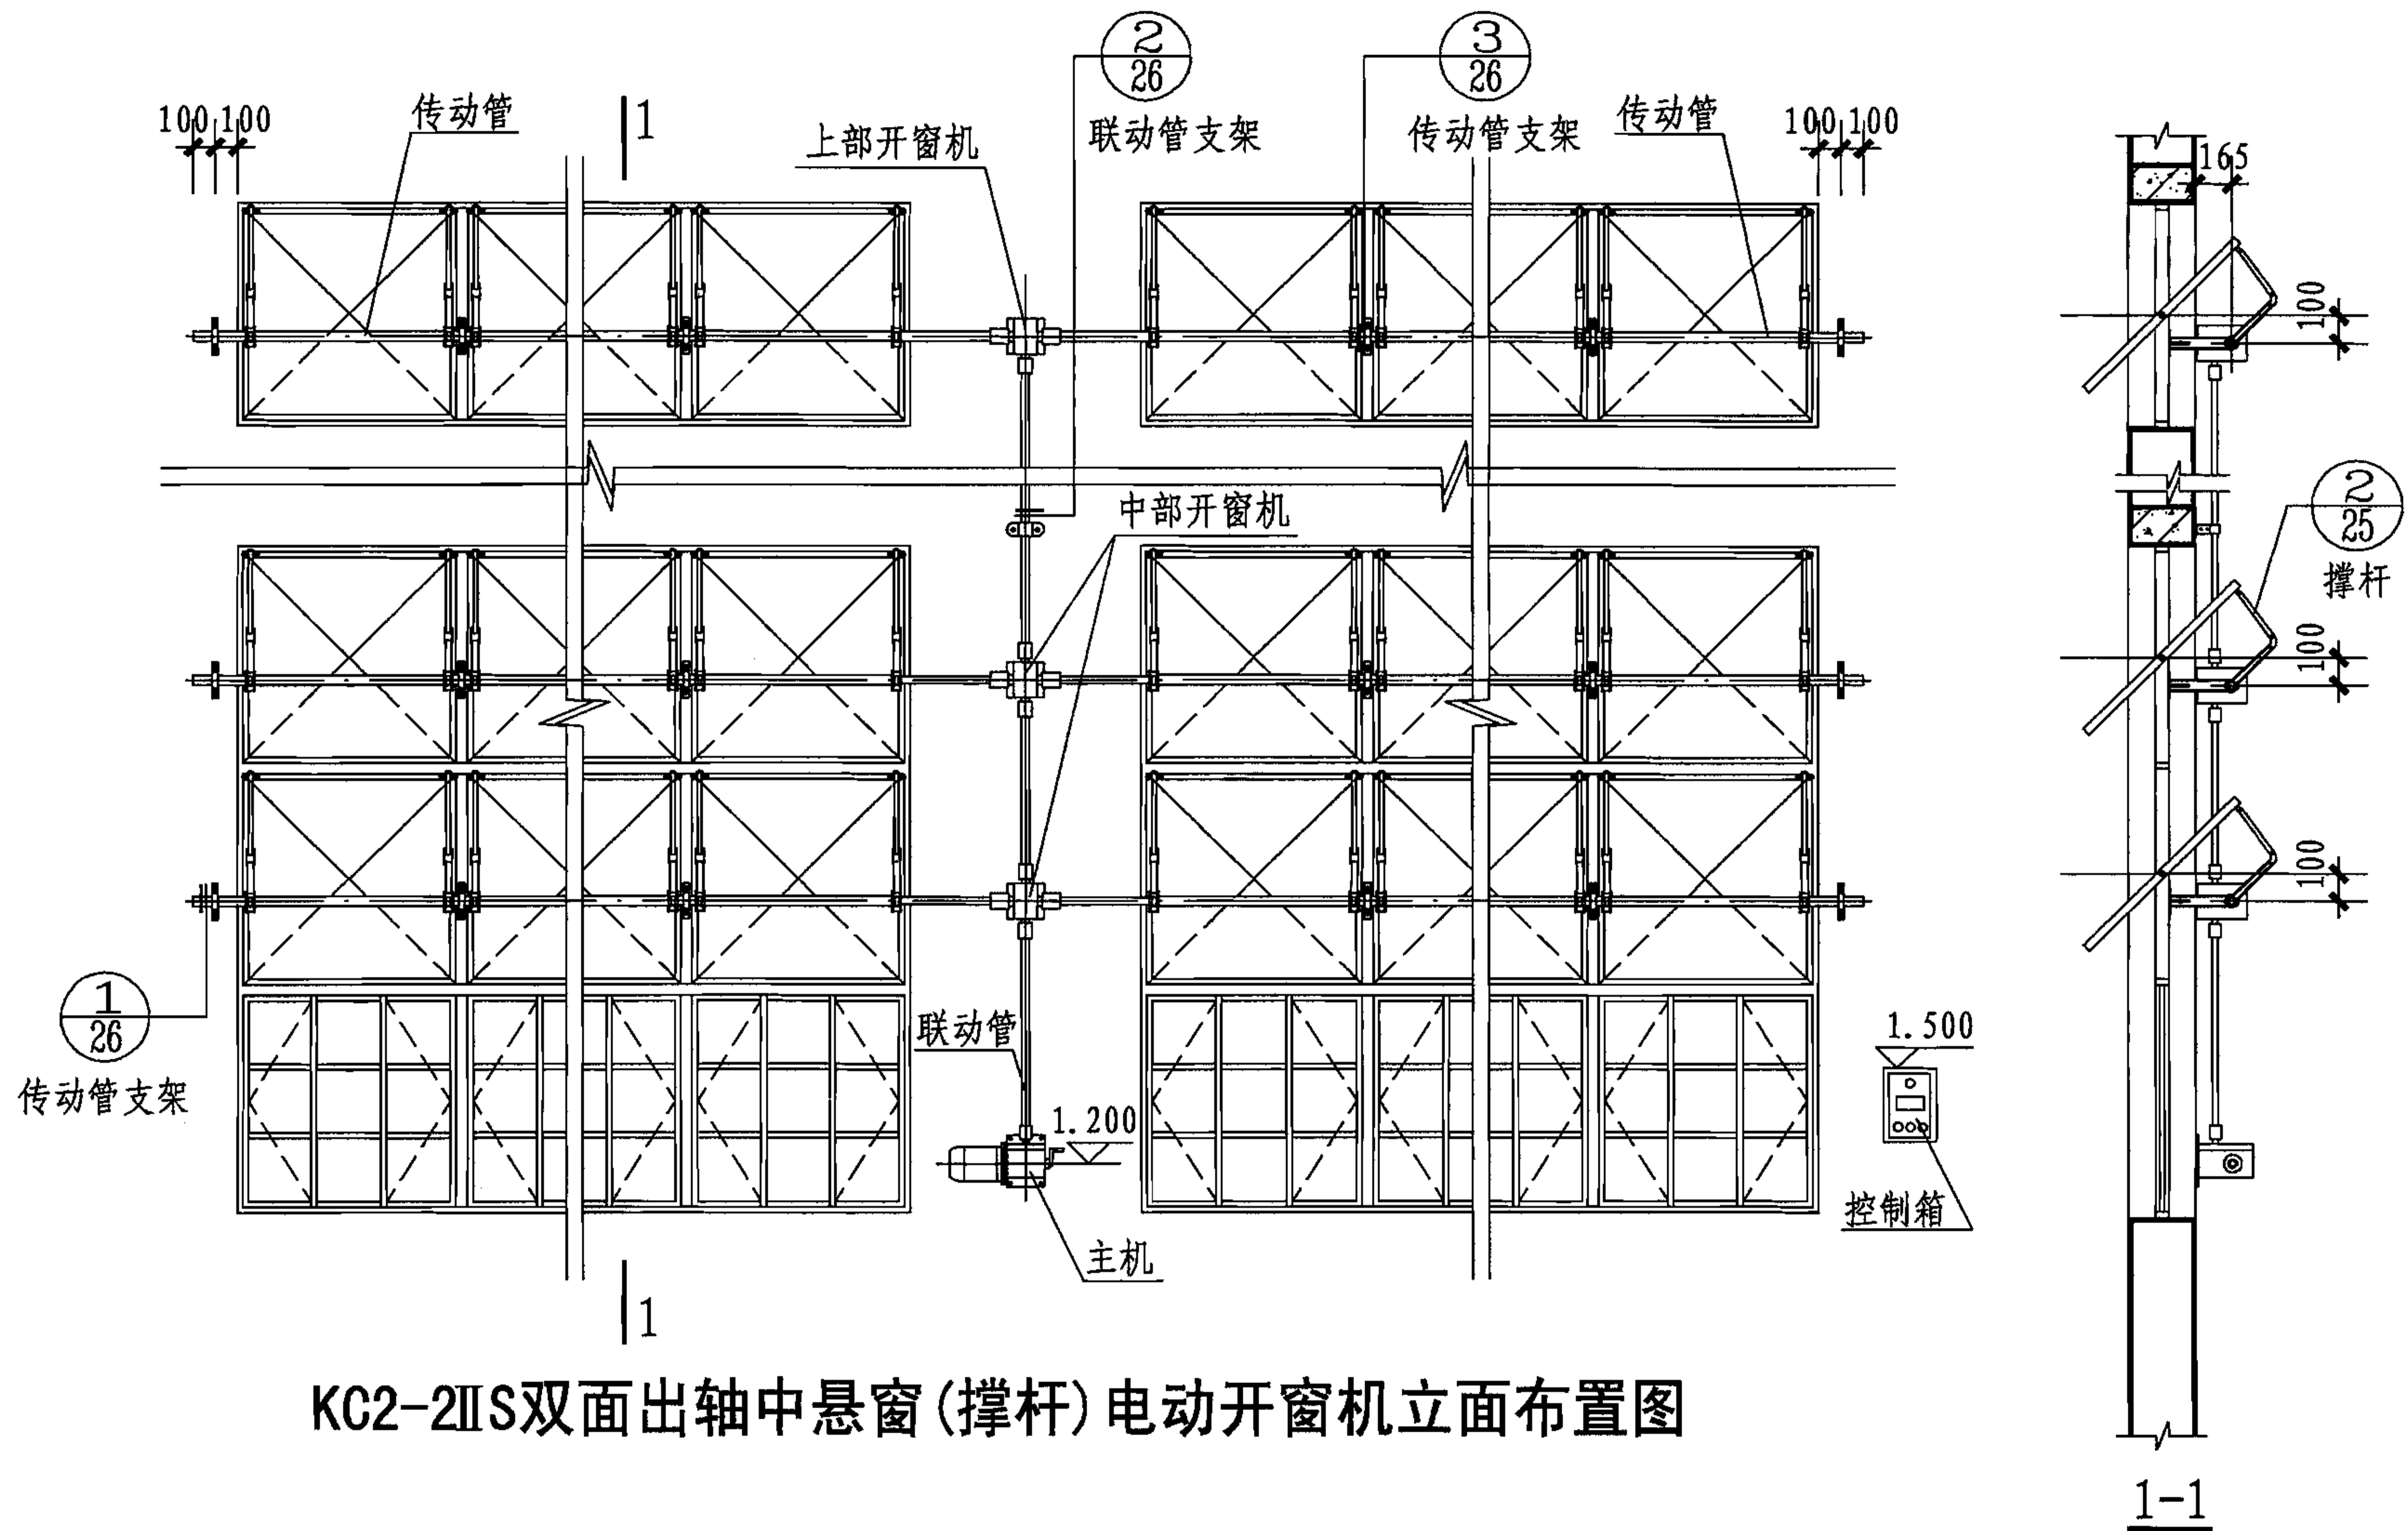 2
26
3
26
100 100
传动管
1
上部开窗机
联动管支架
传动管支架
传动管
100 100
165
100
中部开窗机
2
25
撑杆
100
100
1
26
传动管支架
联动管
1.200
1.500
控制箱
主机
1
KC2-2ⅡS双面出轴中悬窗(撑杆)电动开窗机立面布置图
1-1